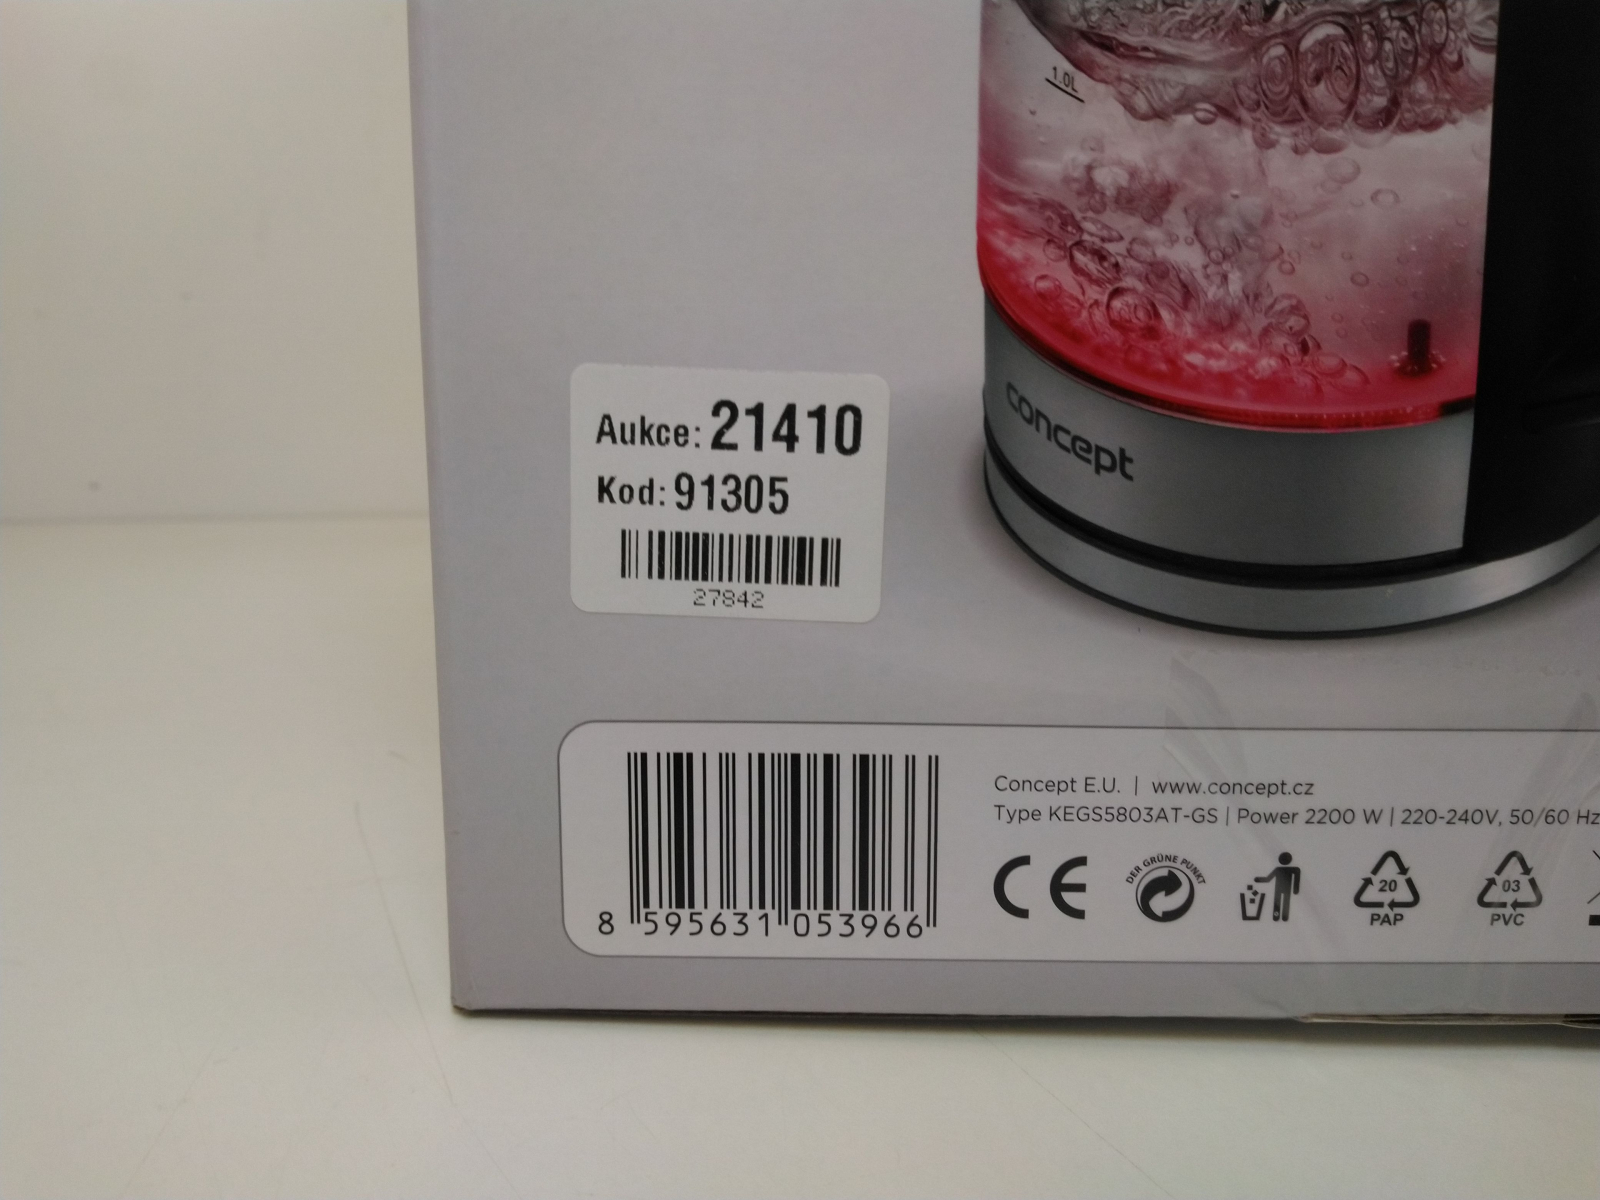 1.0L
concept
Aukce: 21410
Kod: 91305
27842
8 595631 053966
Concept E.U. | www.concept.cz
Type KEGS5803AT-GS | Power 2200 W | 220-240V, 50/60 Hz
CE
DER GRÜNE PUNKT
20
PAP
03
PVC